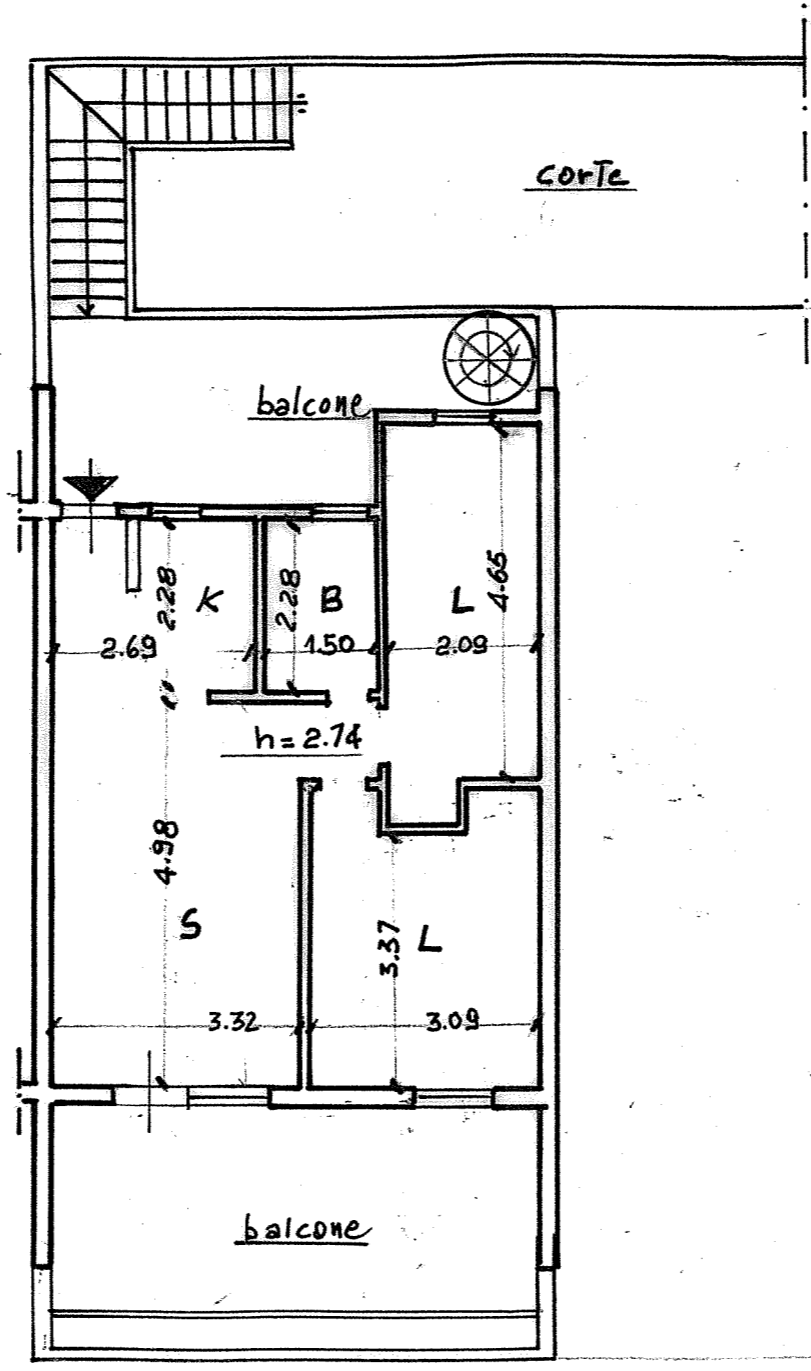 corte
balcone
2.28
K
2.28
B
L
4.65
2.69
1.50
2.09
h=2.74
4.98
S
3.37
L
3.32
3.09
balcone